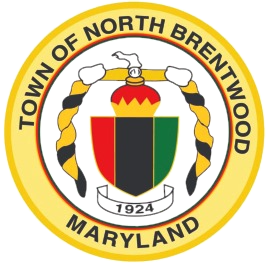 TOWN OF NORTH BRENTWOOD
1924
MARYLAND